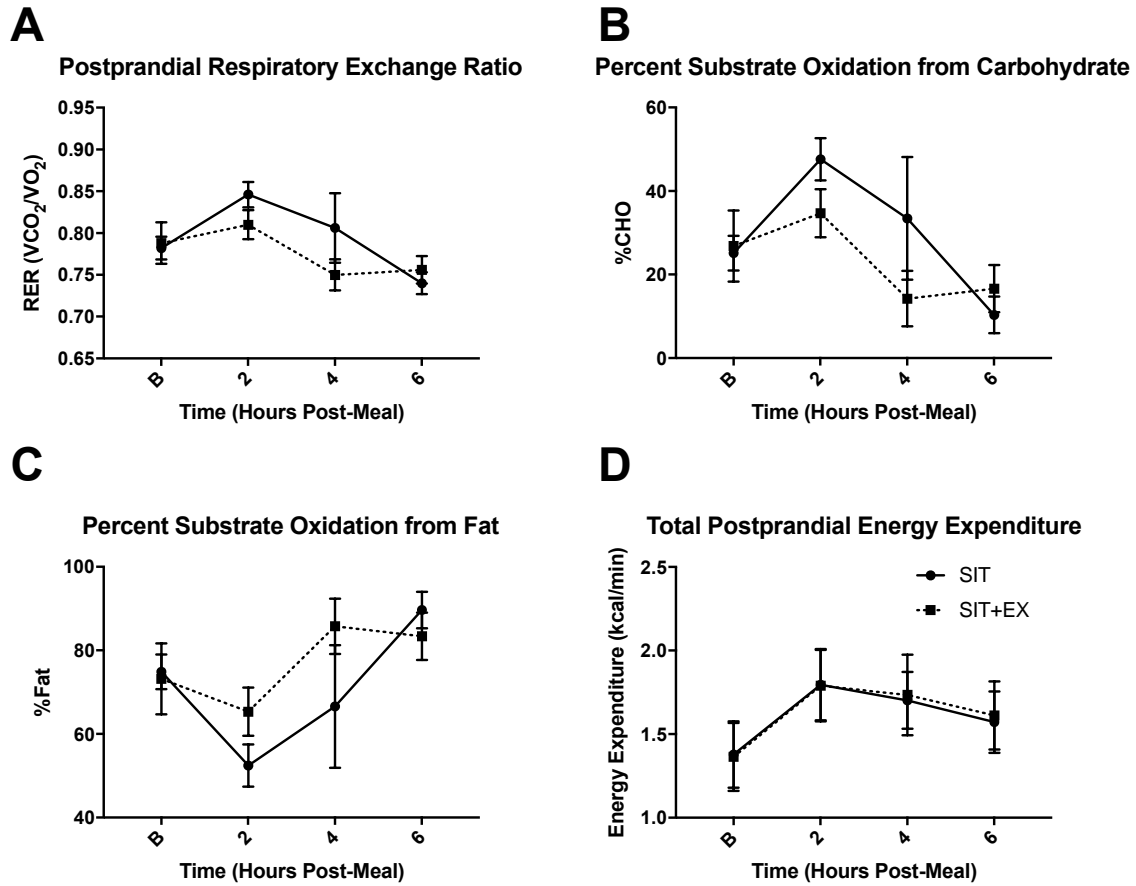 A
Postprandial Respiratory Exchange Ratio
0.95
0.90
0.85
0.80
0.75
0.70
0.65
RER (VCO₂/VO₂)
B
2
4
6
Time (Hours Post-Meal)
B
Percent Substrate Oxidation from Carbohydrate
60
40
20
0
%CHO
B
2
4
6
Time (Hours Post-Meal)
C
Percent Substrate Oxidation from Fat
100
80
60
40
%Fat
B
2
4
6
Time (Hours Post-Meal)
D
Total Postprandial Energy Expenditure
2.5
2.0
1.5
1.0
Energy Expenditure (kcal/min)
SIT
SIT+EX
B
2
4
6
Time (Hours Post-Meal)